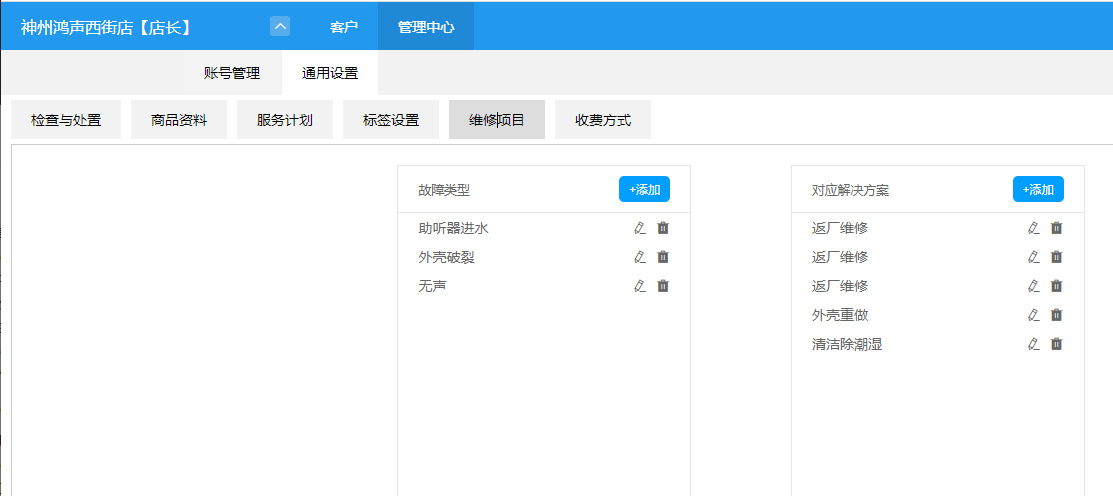 神州鸿声西街店【店长】 客户 管理中心
账号管理 通用设置
检查与处置 商品资料 服务计划 标签设置 维修项目 收费方式
故障类型 +添加
助听器进水
外壳破裂
无声
对应解决方案 +添加
返厂维修
返厂维修
返厂维修
外壳重做
清洁除潮湿